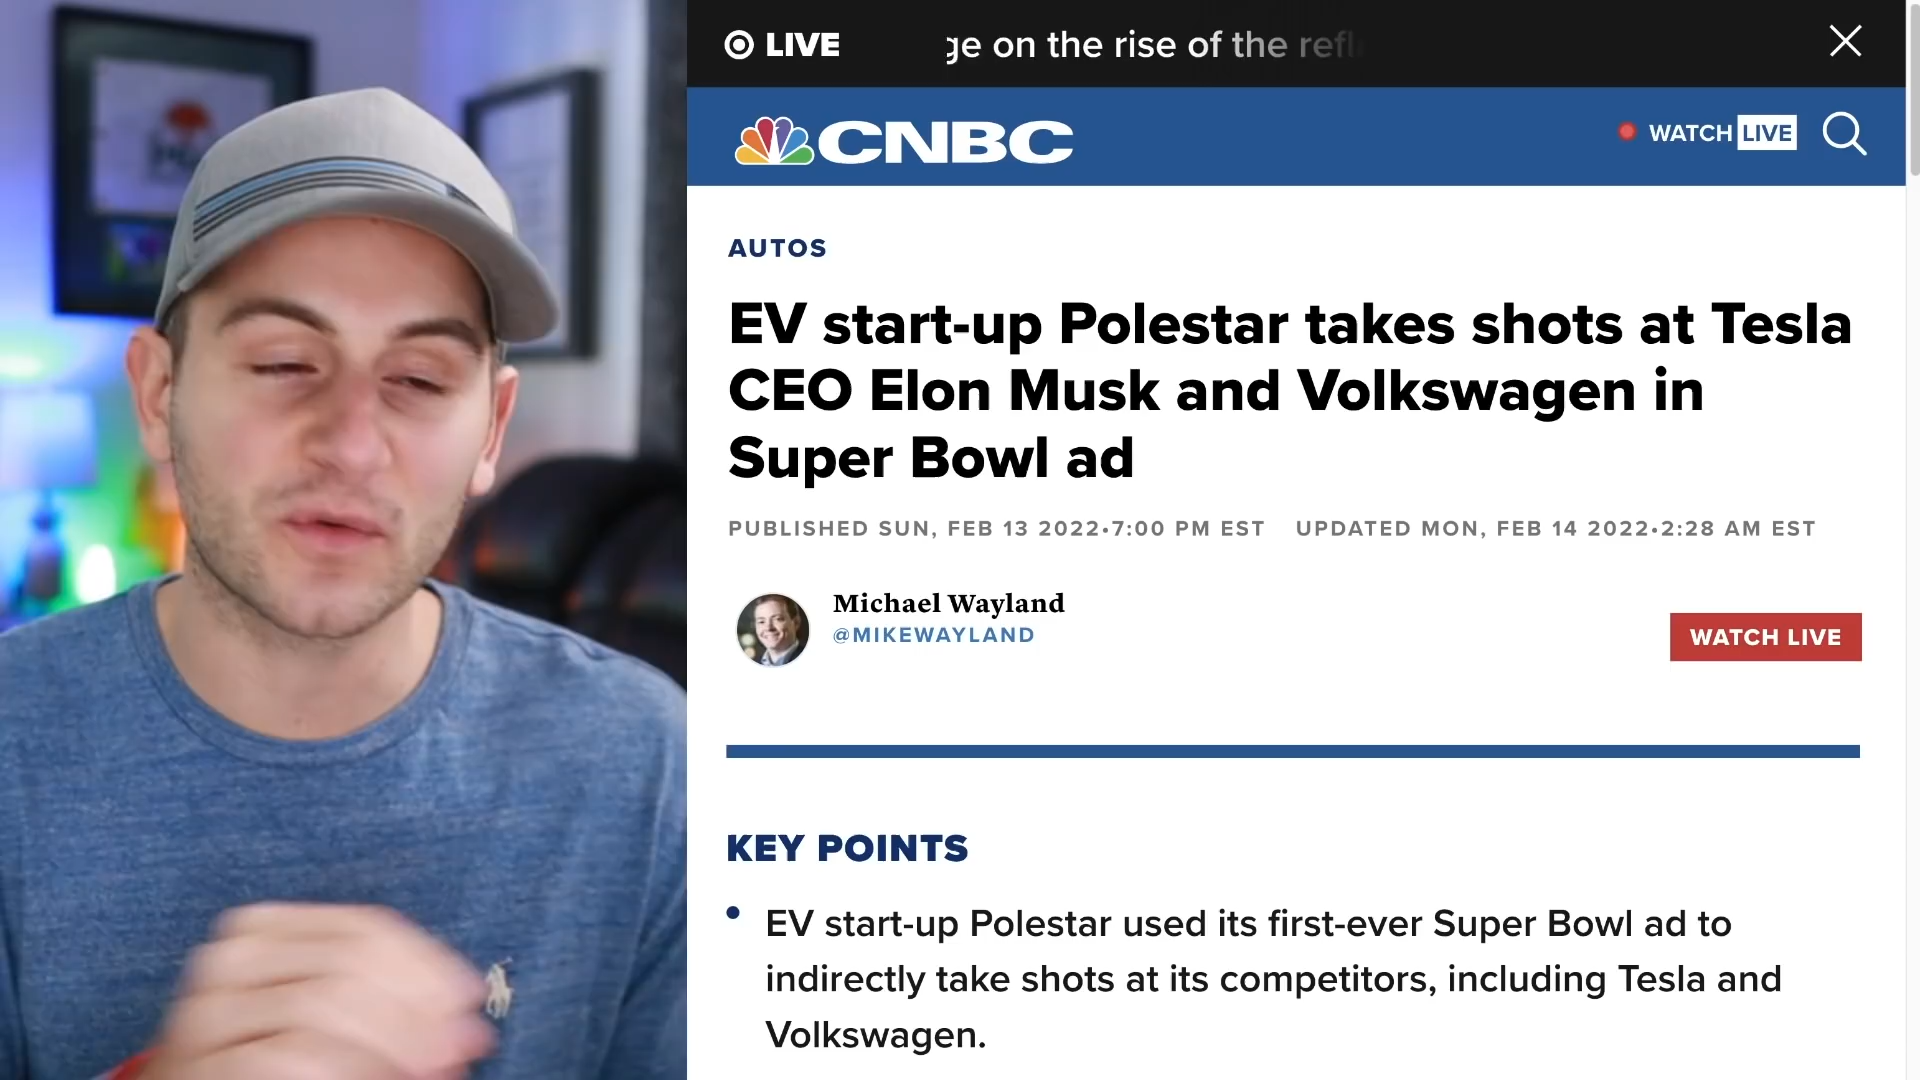 LIVE
ge on the rise of the refl
CNBC
WATCH LIVE
AUTOS
EV start-up Polestar takes shots at Tesla
CEO Elon Musk and Volkswagen in
Super Bowl ad
PUBLISHED SUN, FEB 13 2022•7:00 PM EST UPDATED MON, FEB 14 2022•2:28 AM EST
Michael Wayland
@MIKEWAYLAND
WATCH LIVE
KEY POINTS
• EV start-up Polestar used its first-ever Super Bowl ad to
indirectly take shots at its competitors, including Tesla and
Volkswagen.